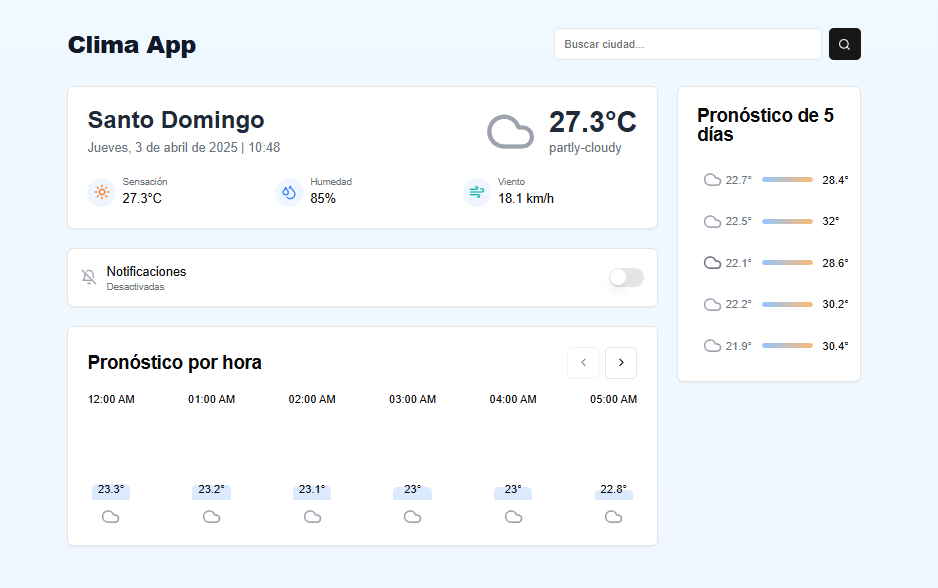 Clima App
Buscar ciudad...
Santo Domingo
Jueves, 3 de abril de 2025 | 10:48
27.3°C
partly-cloudy
Sensación
27.3°C
Humedad
85%
Viento
18.1 km/h
Notificaciones
Desactivadas
Pronóstico por hora
12:00 AM 01:00 AM 02:00 AM 03:00 AM 04:00 AM 05:00 AM
23.3° 23.2° 23.1° 23° 23° 22.8°
Pronóstico de 5
días
22.7° 28.4°
22.5° 32°
22.1° 28.6°
22.2° 30.2°
21.9° 30.4°